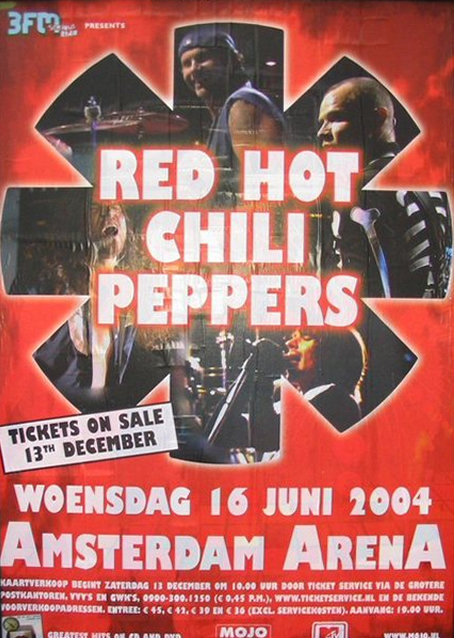 3FM
PRESENTS
RED HOT
CHILI
PEPPERS
TICKETS ON SALE
13TH DECEMBER
WOENSDAG 16 JUNI 2004
AMSTERDAM ARENA
KAARTVERKOOP BEGINT ZATERDAG 13 DECEMBER OM 10.00 UUR DOOR TICKET SERVICE VIA DE GROTERE
POSTKANTOREN, VVV'S EN GWK'S, 0900-300.1250 (€ 0,45 P.M.), WWW.TICKETSERVICE.NL EN DE BEKENDE
VOORVERKOOPADRESSEN. ENTREE: € 45, € 42, € 39 EN € 36 (EXCL. SERVICEKOSTEN). AANVANG: 19.00 UUR.
GREATEST HITS ON CD AND DVD
MOJO
MTV
WWW.MOJO.NL